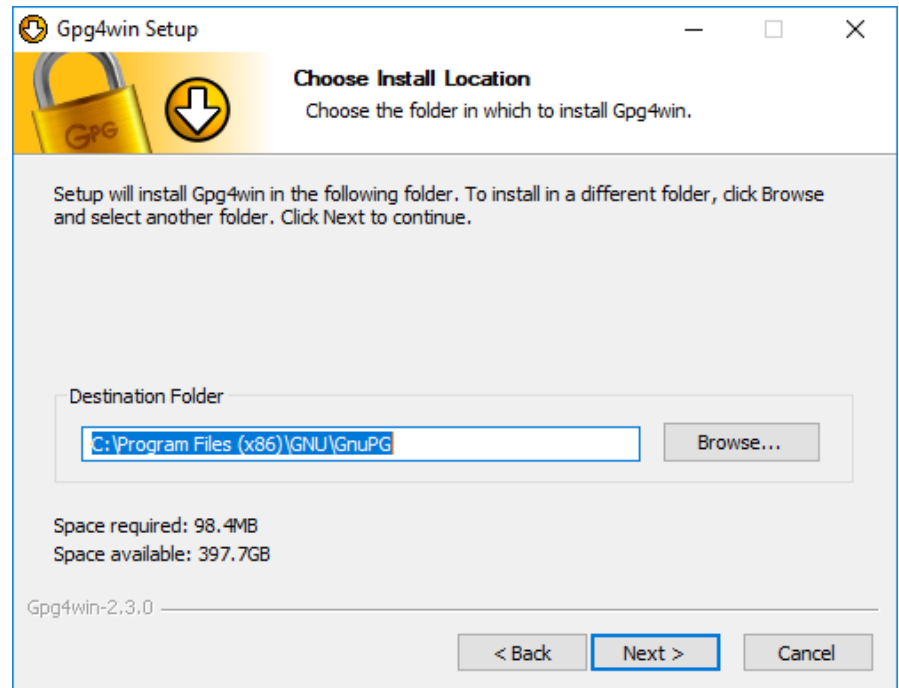 Gpg4win Setup
GPG
Choose Install Location
Choose the folder in which to install Gpg4win.
Setup will install Gpg4win in the following folder. To install in a different folder, click Browse
and select another folder. Click Next to continue.
Destination Folder
C:\Program Files (x86)\GNU\GnuPG
Browse...
Space required: 98.4MB
Space available: 397.7GB
Gpg4win-2.3.0
< Back
Next >
Cancel